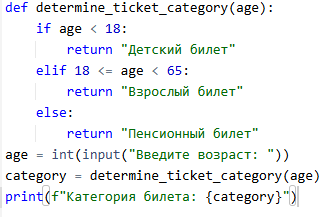 def determine_ticket_category(age):
    if age < 18:
        return "Детский билет"
    elif 18 <= age < 65:
        return "Взрослый билет"
    else:
        return "Пенсионный билет"
age = int(input("Введите возраст: "))
category = determine_ticket_category(age)
print(f"Категория билета: {category}")